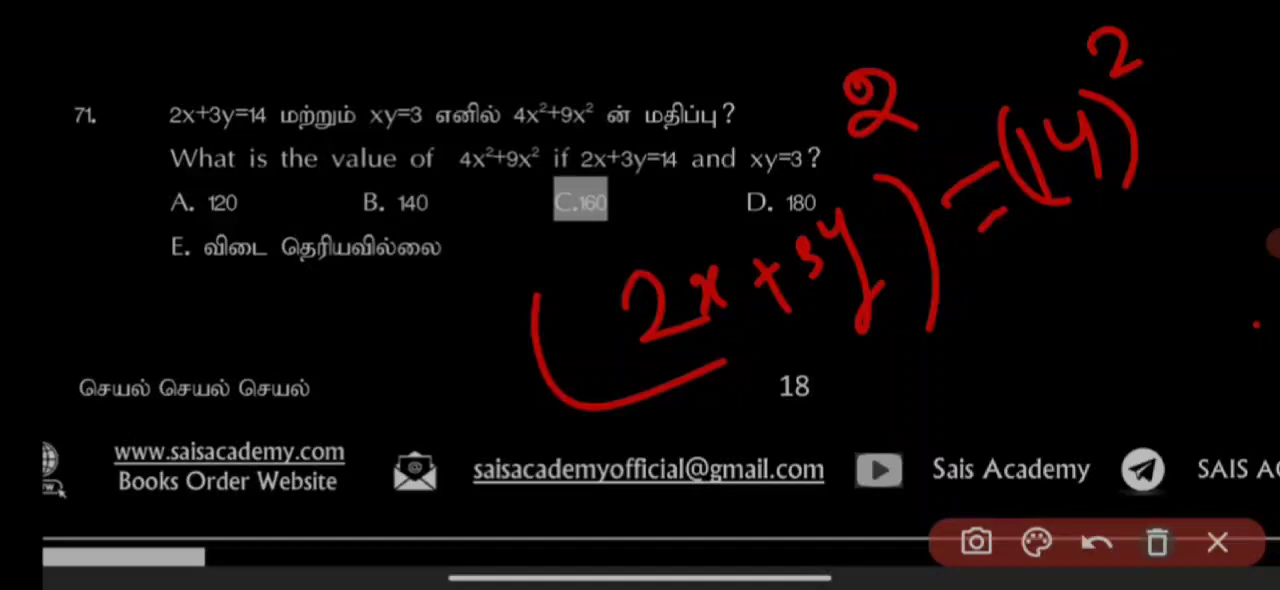 71. 2x+3y=14 மற்றும் xy=3 எனில் 4x²+9x² ன் மதிப்பு?
What is the value of 4x²+9x² if 2x+3y=14 and xy=3?
A. 120 B. 140 C.160 D. 180
E. விடை தெரியவில்லை
(2x+3y)² = (14)²
செயல் செயல் செயல்
18
www.saisacademy.com
Books Order Website
saisacademyofficial@gmail.com
Sais Academy
SAIS A